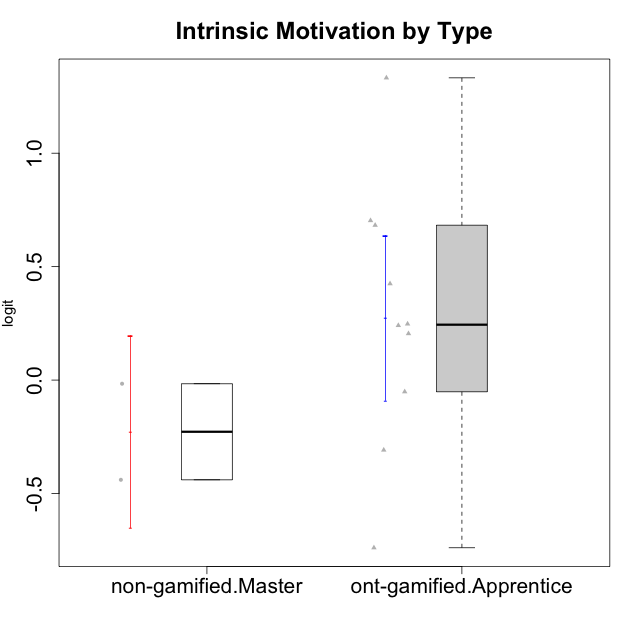 Intrinsic Motivation by Type
logit
1.0
0.5
0.0
-0.5
non-gamified.Master
ont-gamified.Apprentice